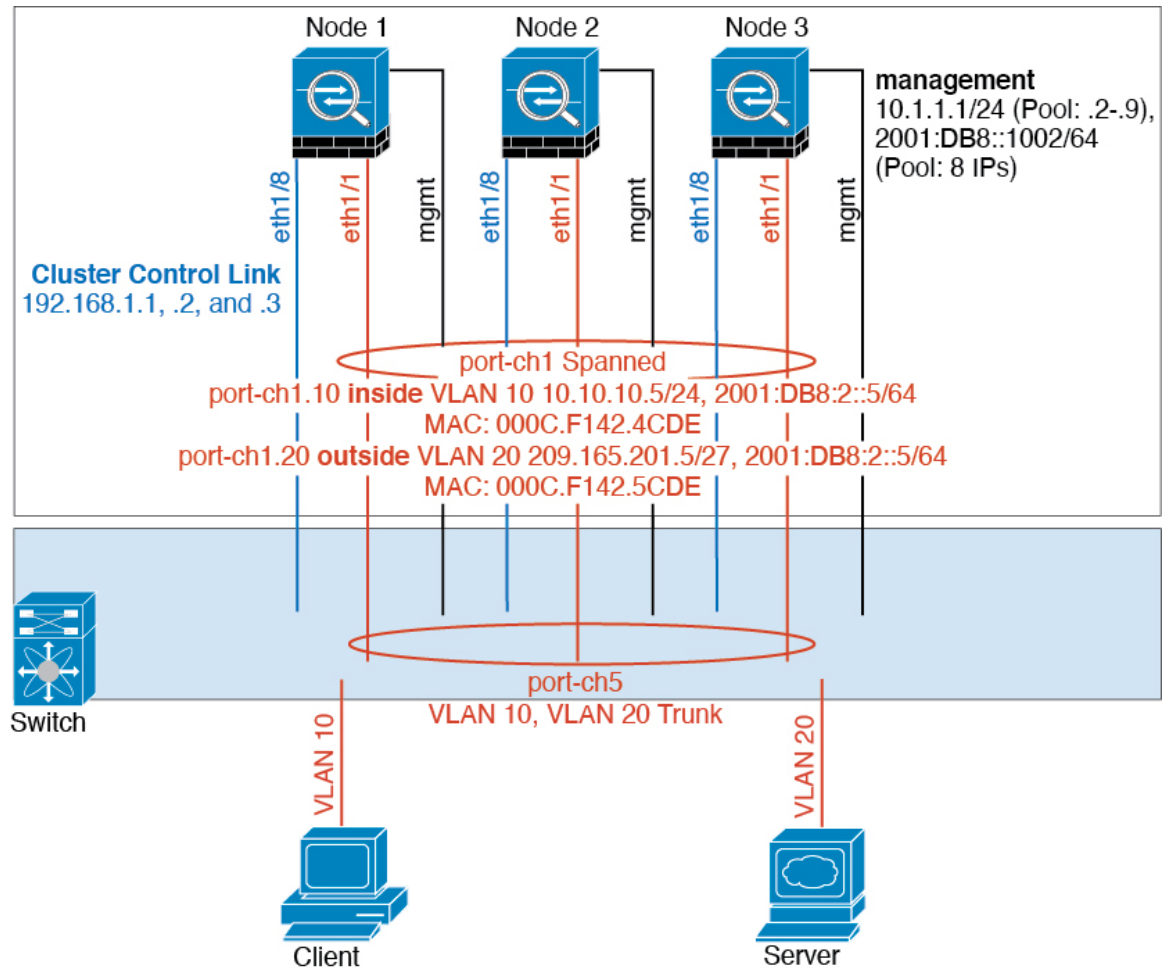 Node 1
Node 2
Node 3
management
10.1.1.1/24 (Pool: .2-.9),
2001:DB8::1002/64
(Pool: 8 IPs)
eth1/8
eth1/1
mgmt
eth1/8
eth1/1
mgmt
eth1/8
eth1/1
mgmt
Cluster Control Link
192.168.1.1, .2, and .3
port-ch1 Spanned
port-ch1.10 inside VLAN 10 10.10.10.5/24, 2001:DB8:2::5/64
MAC: 000C.F142.4CDE
port-ch1.20 outside VLAN 20 209.165.201.5/27, 2001:DB8:2::5/64
MAC: 000C.F142.5CDE
port-ch5
Switch
VLAN 10, VLAN 20 Trunk
VLAN 10
VLAN 20
Client
Server